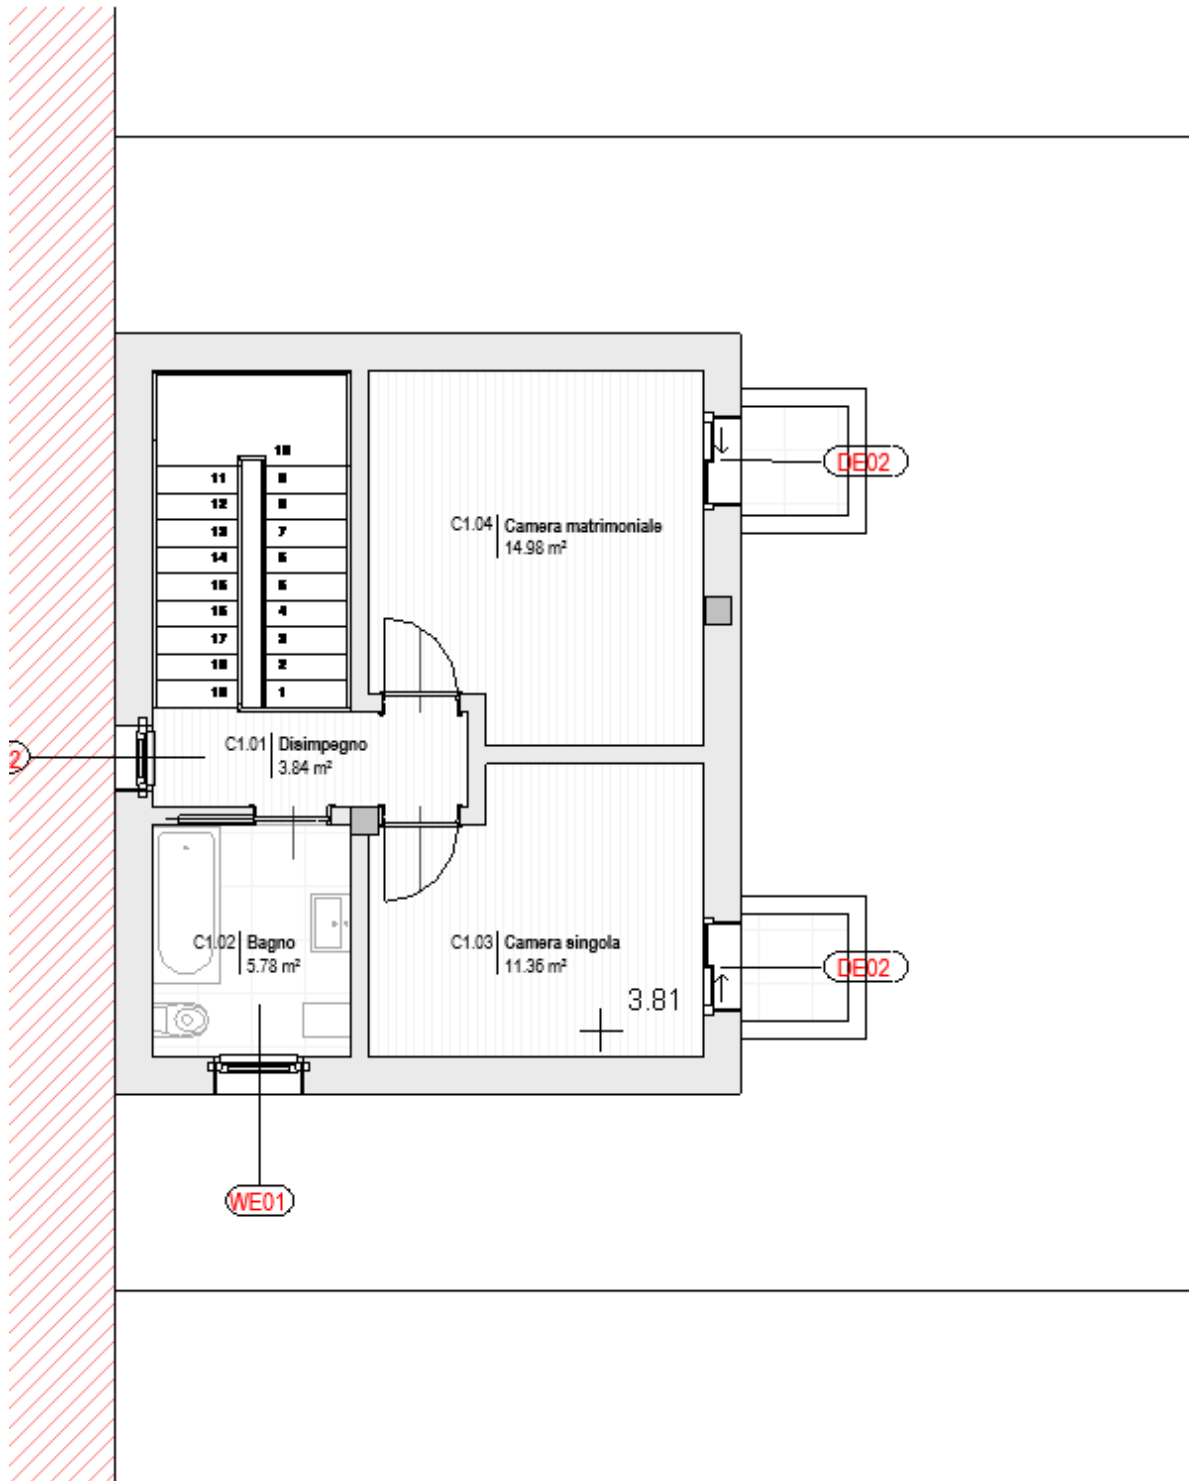 10
11 9
12 8
13 7
14 6
15 5
16 4
17 3
18 2
19 1
DE02
C1.04 Camera matrimoniale
14.98 m²
C1.01 Disimpegno
3.84 m²
2
C1.02 Bagno
5.78 m²
C1.03 Camera singola
11.36 m²
3.81
DE02
WE01